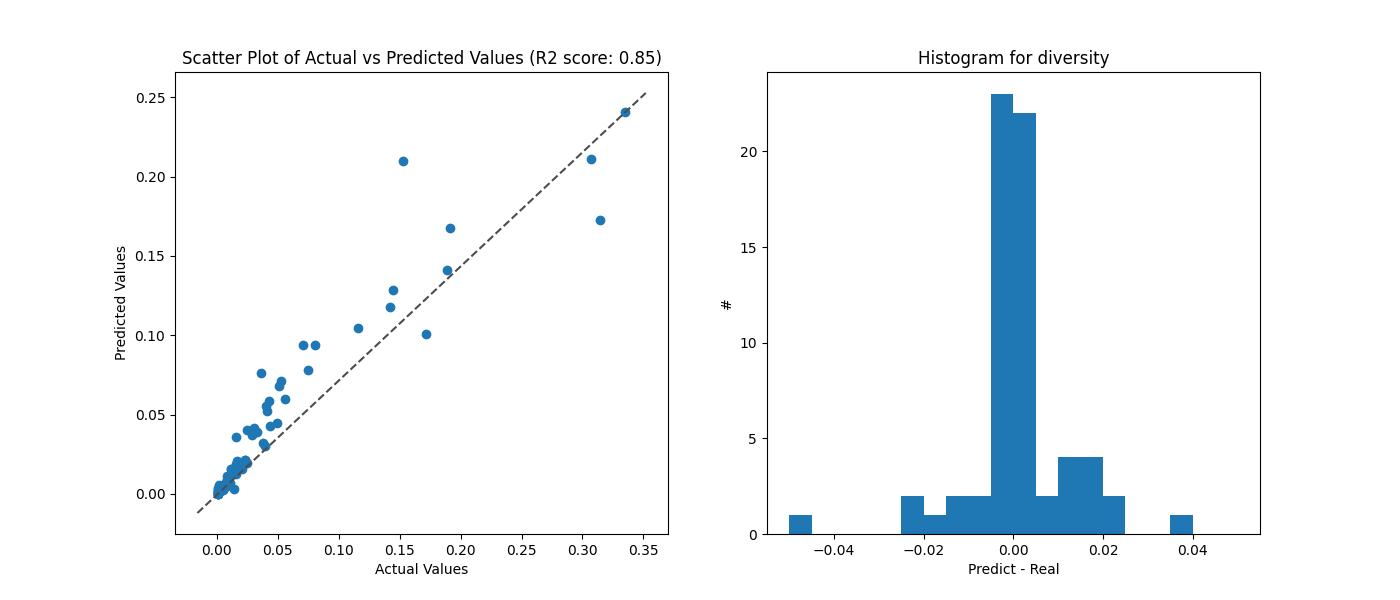 Scatter Plot of Actual vs Predicted Values (R2 score: 0.85)
0.25
0.20
0.15
0.10
0.05
0.00
Predicted Values
0.00 0.05 0.10 0.15 0.20 0.25 0.30 0.35
Actual Values
Histogram for diversity
20
15
10
5
0
#
−0.04 −0.02 0.00 0.02 0.04
Predict - Real